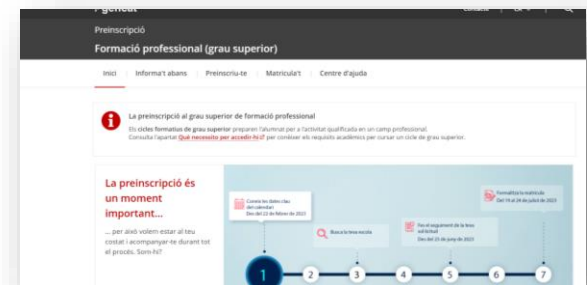 gencat
Contacte
CA
Preinscripció
Formació professional (grau superior)
Inici
Informa't abans
Preinscriu-te
Matricula't
Centre d'ajuda
La preinscripció al grau superior de formació professional
Els cicles formatius de grau superior preparen l'alumnat per a l'activitat qualificada en un camp professional.
Consulta l'apartat Què necessito per accedir-hi per conèixer els requisits acadèmics per cursar un cicle de grau superior.
La preinscripció és
un moment
important...
... per això volem estar al teu
costat i acompanyar-te durant tot
el procés. Som-hi?
Coneix les dates clau
del calendari
Des del 23 de febrer de 2023
Busca la teva escola
Fes el seguiment de la teva
sol·licitud
Des del 25 de juny de 2023
Formalitza la matrícula
Del 19 al 24 de juliol de 2023
1
2
3
4
5
6
7